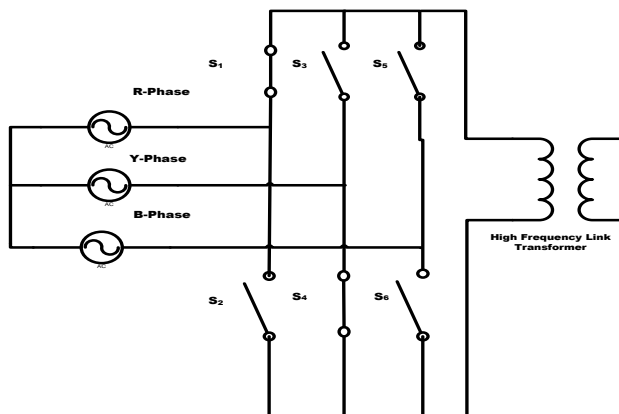 S1
S3
S5
R-Phase
AC
Y-Phase
AC
B-Phase
AC
High Frequency Link
Transformer
S2
S4
S6